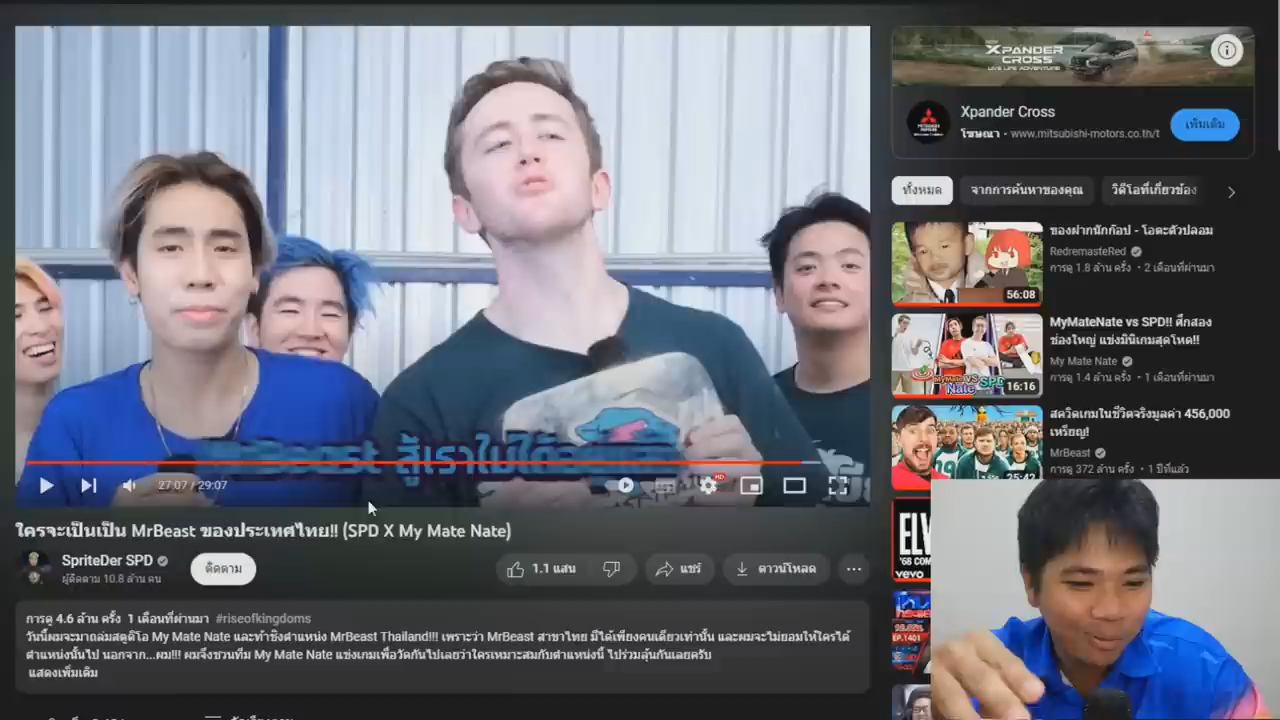 MrBeast สู้เราไม่ได้
27:07 / 29:07
HD
ใครจะเป็นเป็น MrBeast ของประเทศไทย!! (SPD X My Mate Nate)
SpriteDer SPD
ผู้ติดตาม 10.8 ล้าน คน
ติดตาม
1.1 แสน
แชร์
ดาวน์โหลด
การดู 4.6 ล้าน ครั้ง 1 เดือนที่ผ่านมา #riseofkingdoms
วันนี้ผมจะมาถล่มสตูดิโอ My Mate Nate และท้าชิงตำแหน่ง MrBeast Thailand!!! เพราะว่า MrBeast สาขาไทย มีได้เพียงคนเดียวเท่านั้น และผมจะไม่ยอมให้ใครได้
ตำแหน่งนั้นไป นอกจาก...ผม!!! ผมจึงชวนทีม My Mate Nate แข่งเกมเพื่อวัดกันไปเลยว่าใครเหมาะสมกับตำแหน่งนี้ ไปร่วมลุ้นกันเลยครับ
แสดงเพิ่มเติม
XPANDER
CROSS
Xpander Cross
โฆษณา · www.mitsubishi-motors.co.th/t
เพิ่มเติม
ทั้งหมด
จากการค้นหาของคุณ
วิดีโอที่เกี่ยวข้อง
ของฝากนักก๊อป - โอตะตัวปลอม
RedremasteRed
การดู 1.8 ล้าน ครั้ง · 2 เดือนที่ผ่านมา
56:08
MyMateNate vs SPD!! ศึกสอง
ช่องใหญ่ แข่งมินิเกมสุดโหด!!
My Mate Nate
การดู 1.4 ล้าน ครั้ง · 1 เดือนที่ผ่านมา
MyMate VS SPD
Nate
16:16
สควิดเกมในชีวิตจริงมูลค่า 456,000
เหรียญ!
MrBeast
การดู 372 ล้าน ครั้ง · 1 ปีที่แล้ว
25:42
ELV
'68 COM
vevo
EP.1401